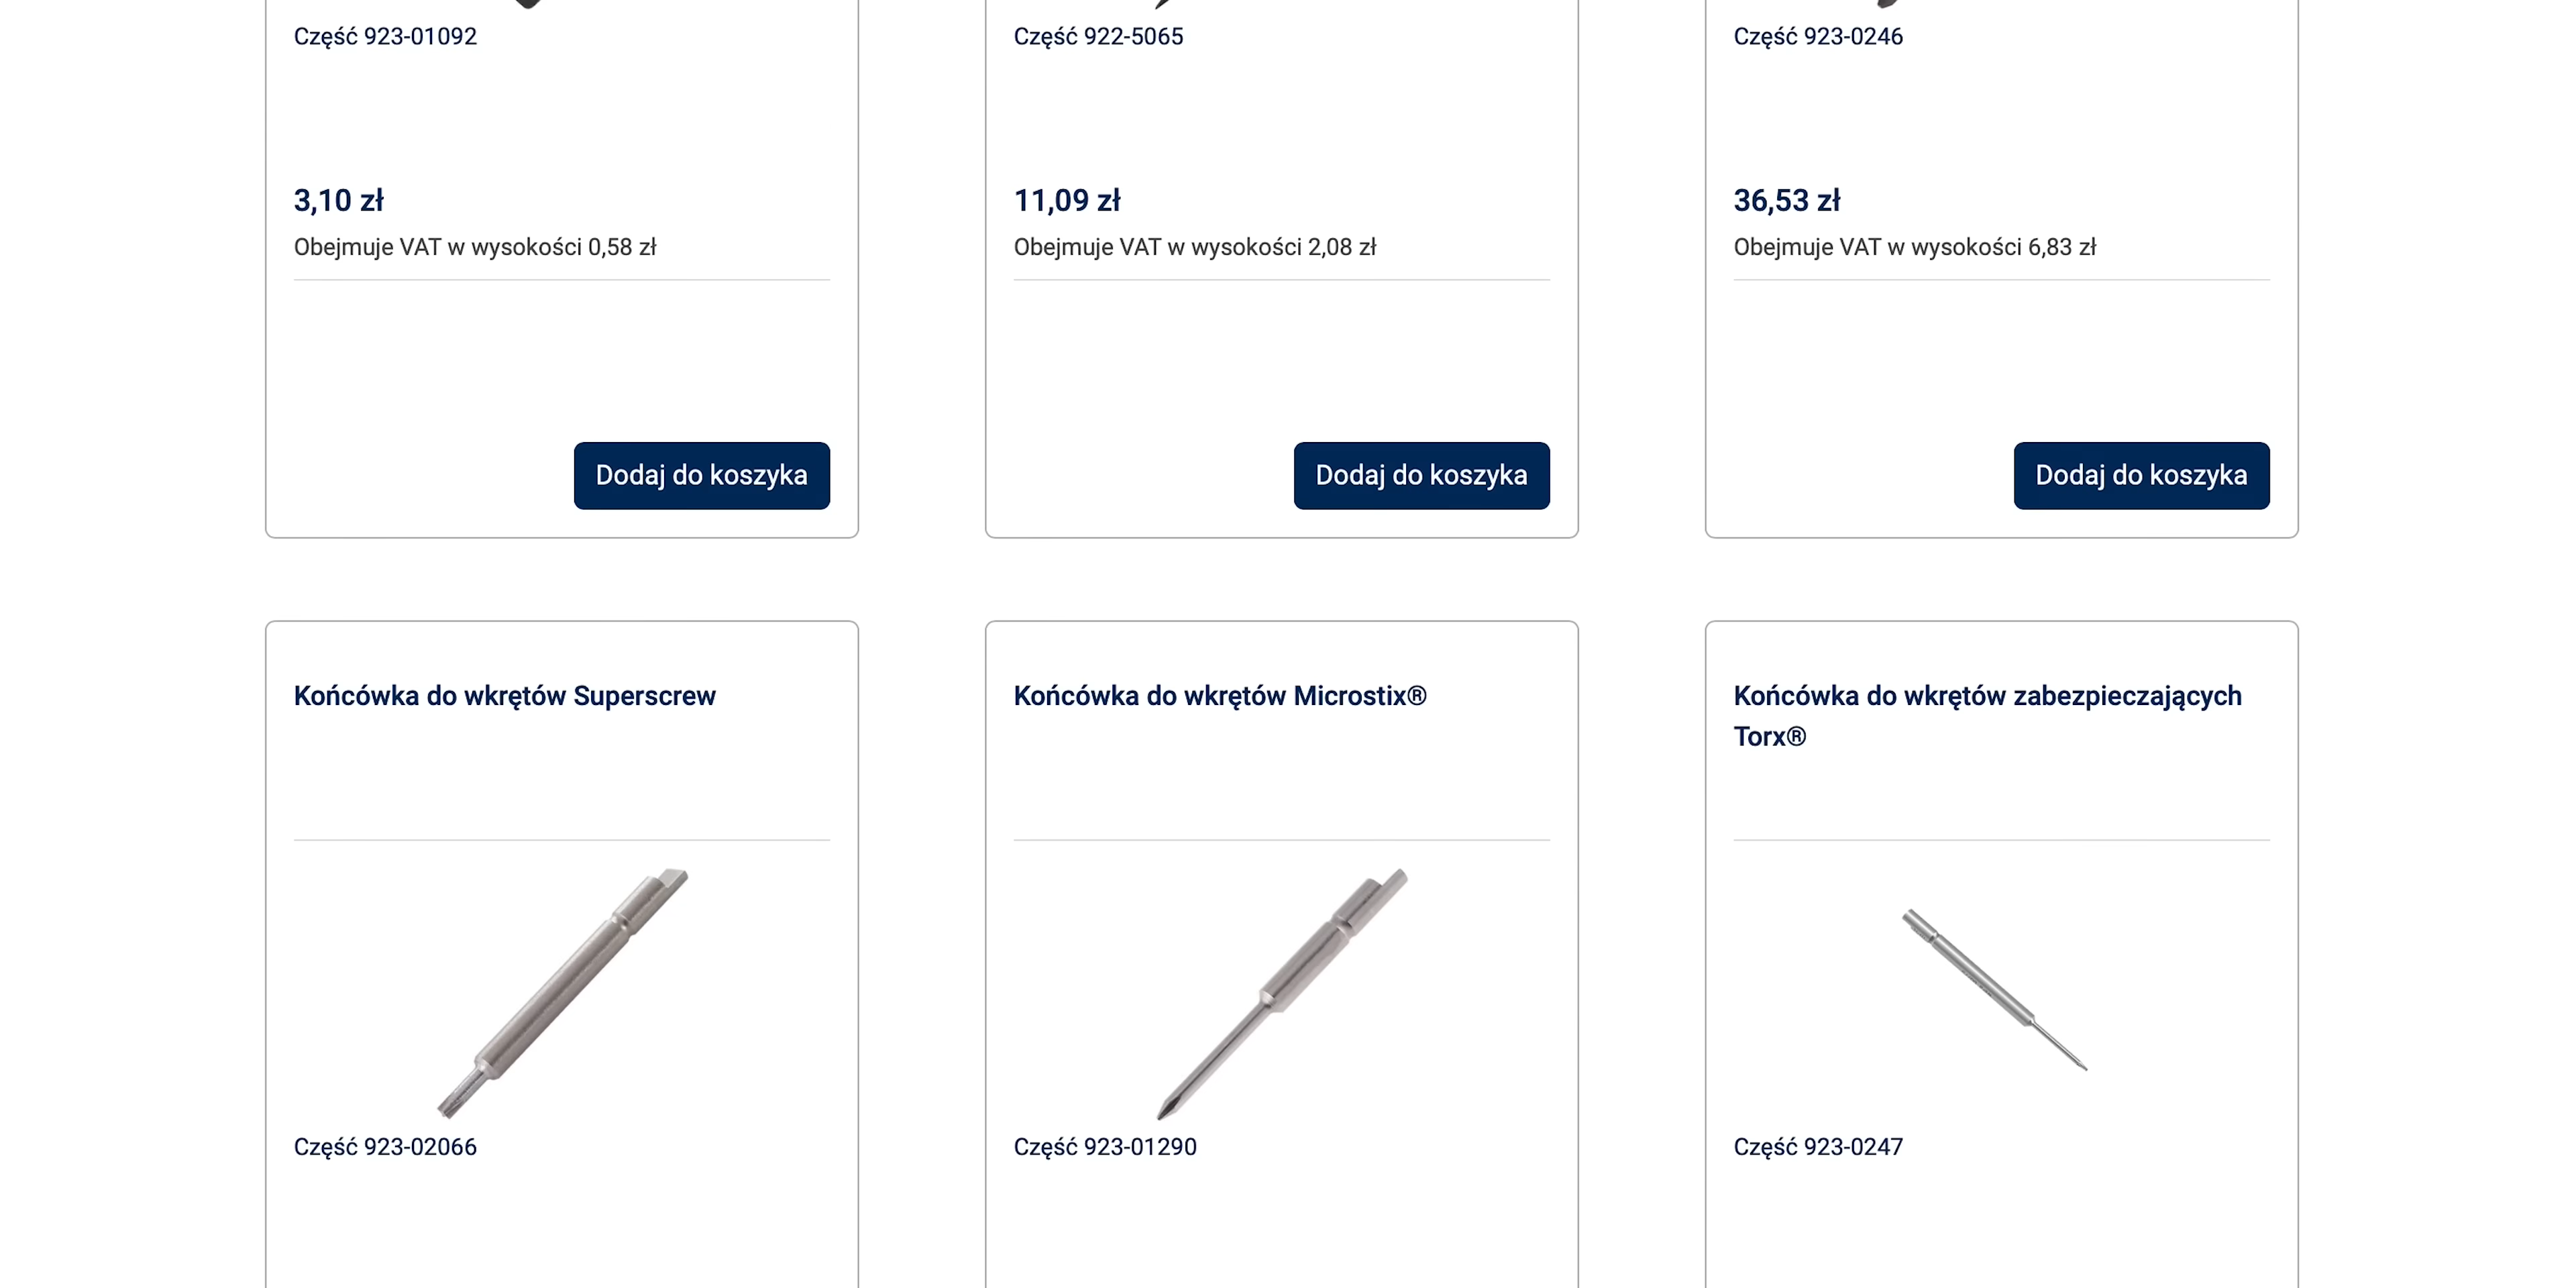 Część 923-01092
3,10 zł
Obejmuje VAT w wysokości 0,58 zł
Dodaj do koszyka
Część 922-5065
11,09 zł
Obejmuje VAT w wysokości 2,08 zł
Dodaj do koszyka
Część 923-0246
36,53 zł
Obejmuje VAT w wysokości 6,83 zł
Dodaj do koszyka
Końcówka do wkrętów Superscrew
Część 923-02066
Końcówka do wkrętów Microstix®
Część 923-01290
Końcówka do wkrętów zabezpieczających
Torx®
Część 923-0247